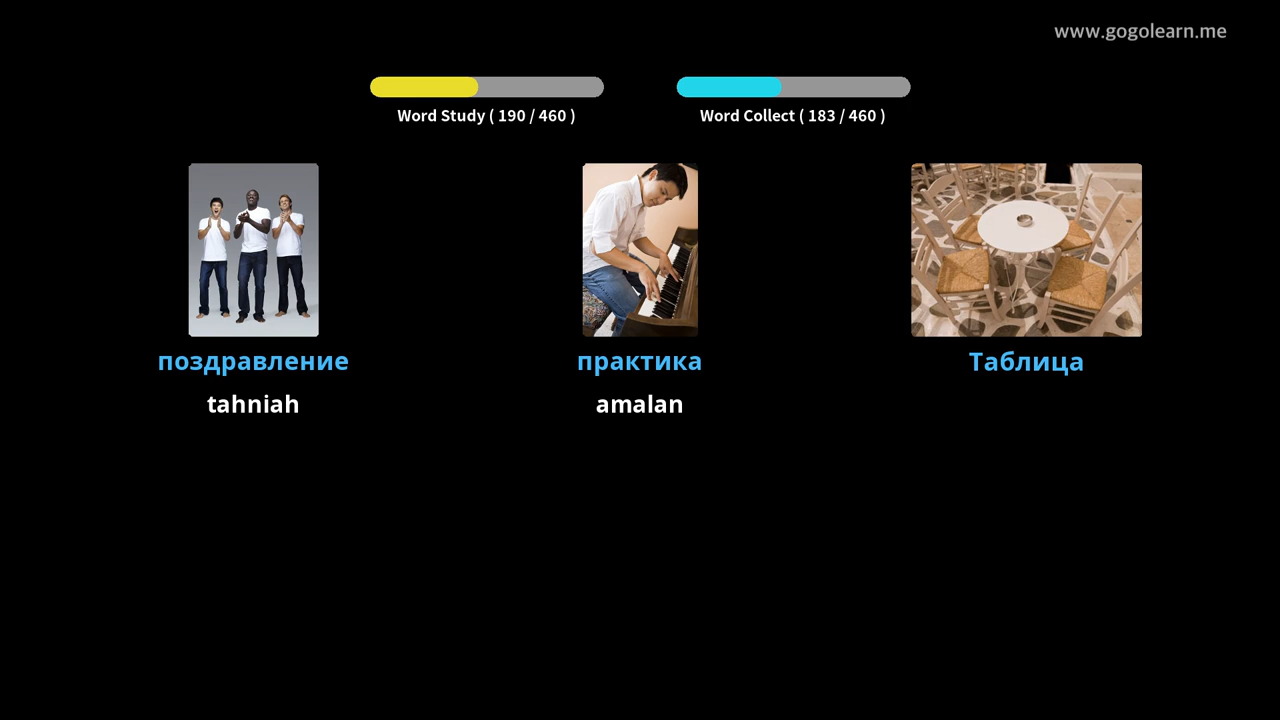 www.gogolearn.me
Word Study ( 190 / 460 )
Word Collect ( 183 / 460 )
поздравление
практика
Таблица
tahniah
amalan